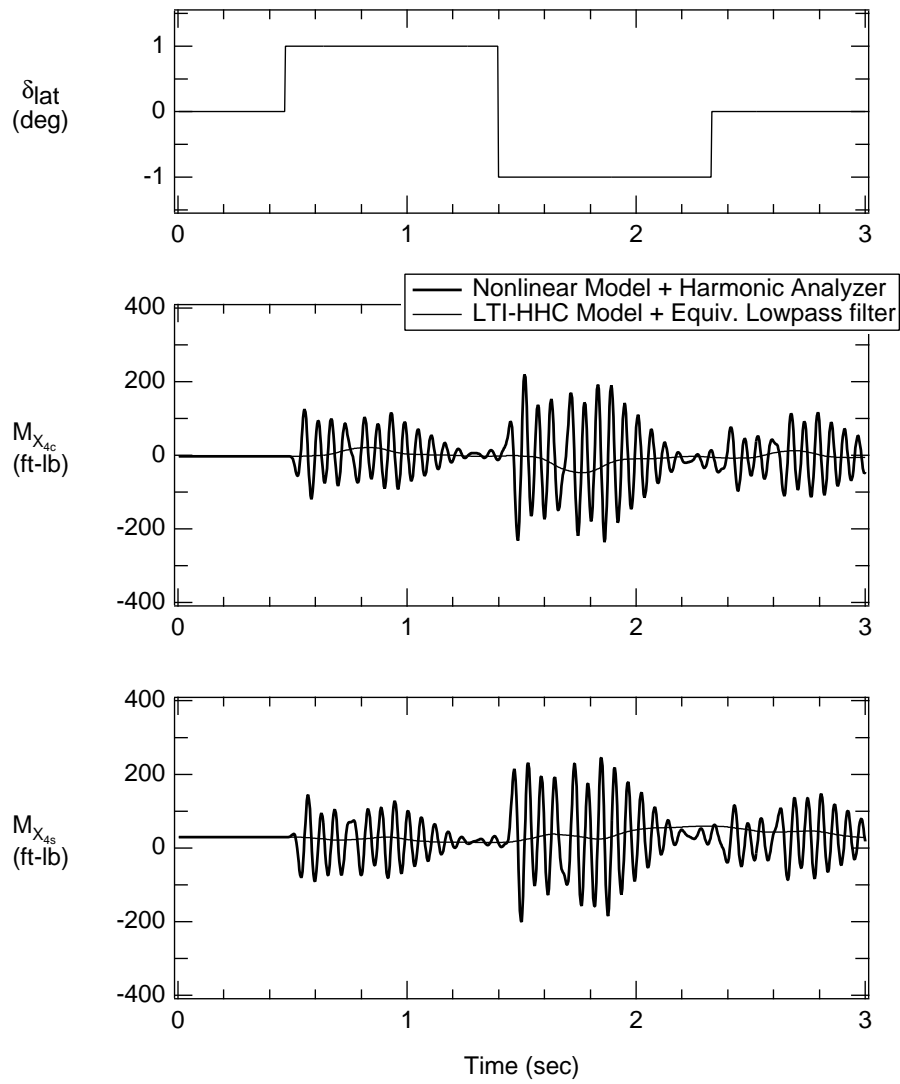 δlat
(deg)
1
0
-1
0 1 2 3
Nonlinear Model + Harmonic Analyzer
LTI-HHC Model + Equiv. Lowpass filter
MX4c
(ft-lb)
400
200
0
-200
-400
0 1 2 3
MX4s
(ft-lb)
400
200
0
-200
-400
0 1 2 3
Time (sec)